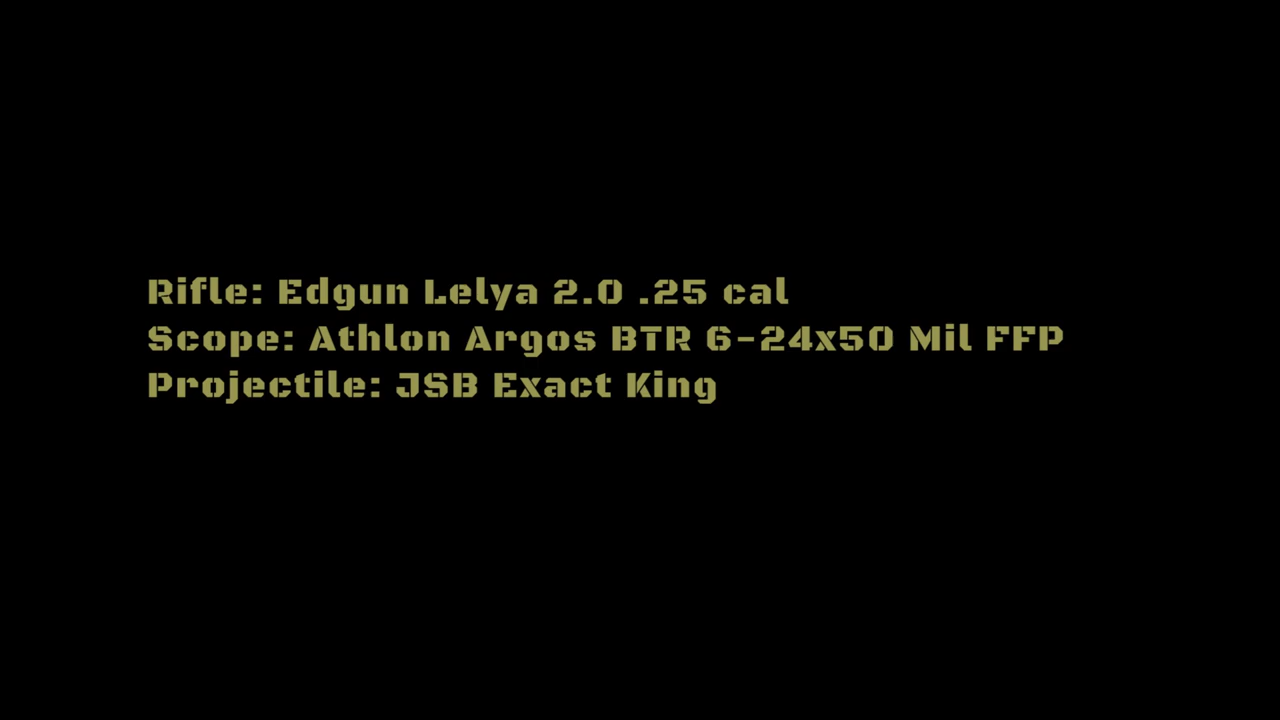 Rifle: Edgun Lelya 2.0 .25 cal
Scope: Athlon Argos BTR 6-24x50 Mil FFP
Projectile: JSB Exact King